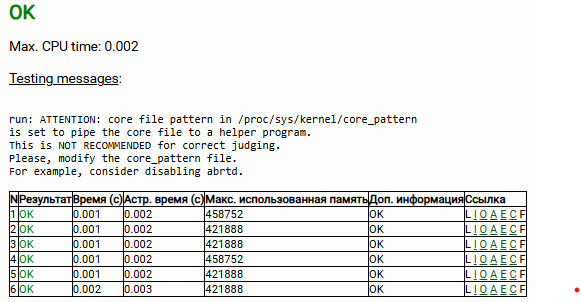 OK
Max. CPU time: 0.002
Testing messages:
run: ATTENTION: core file pattern in /proc/sys/kernel/core_pattern
is set to pipe the core file to a helper program.
This is NOT RECOMMENDED for correct judging.
Please, modify the core_pattern file.
For example, consider disabling abrtd.
N Результат Время (с) Астр. время (с) Макс. использованная память Доп. информация Ссылка
1 OK 0.001 0.002 458752 OK L I O A E C F
2 OK 0.001 0.002 421888 OK L I O A E C F
3 OK 0.001 0.002 421888 OK L I O A E C F
4 OK 0.001 0.002 458752 OK L I O A E C F
5 OK 0.001 0.002 421888 OK L I O A E C F
6 OK 0.002 0.003 421888 OK L I O A E C F